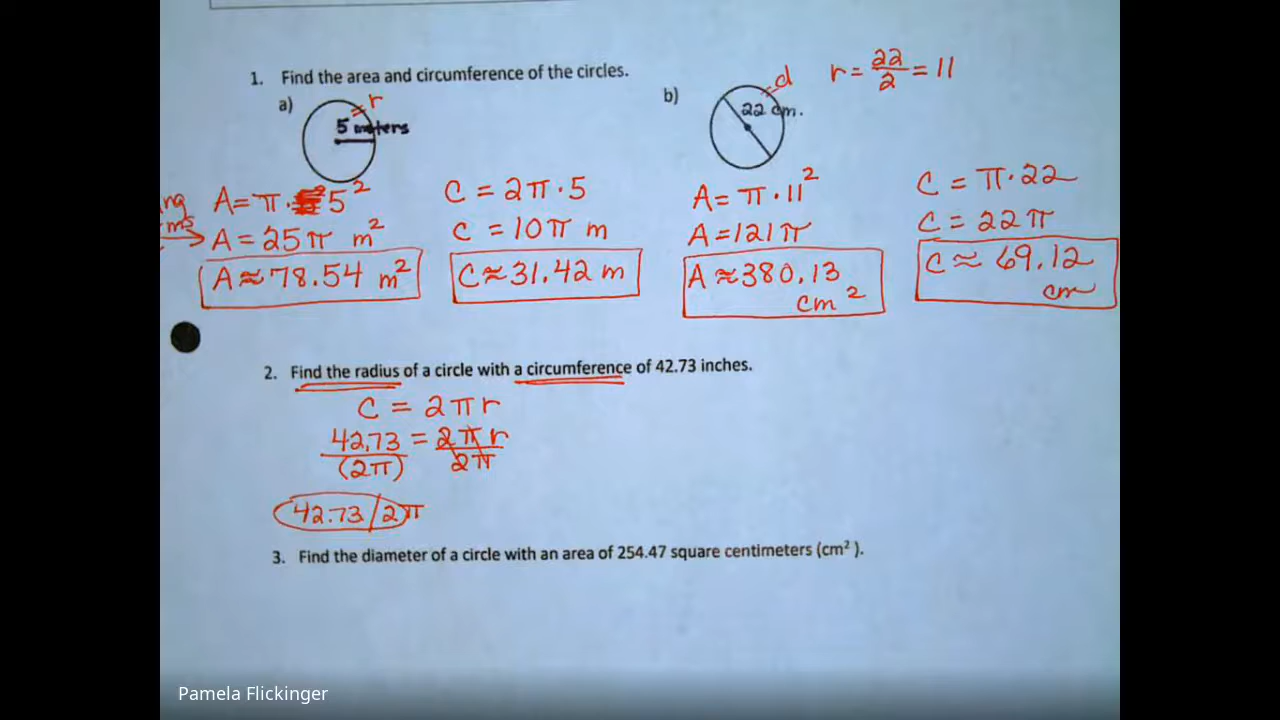 1. Find the area and circumference of the circles.
a)
r
5 meters
b)
d
22 cm.
r = 22/2 = 11
A = π · 5²
A = 25π m²
A ≈ 78.54 m²
C = 2π · 5
C = 10π m
C ≈ 31.42 m
A = π · 11²
A = 121π
A ≈ 380.13
cm²
C = π · 22
C = 22π
C ≈ 69.12
cm
2. Find the radius of a circle with a circumference of 42.73 inches.
C = 2πr
42.73 = 2πr
(2π) 2π
42.73/2π
3. Find the diameter of a circle with an area of 254.47 square centimeters (cm² ).
Pamela Flickinger